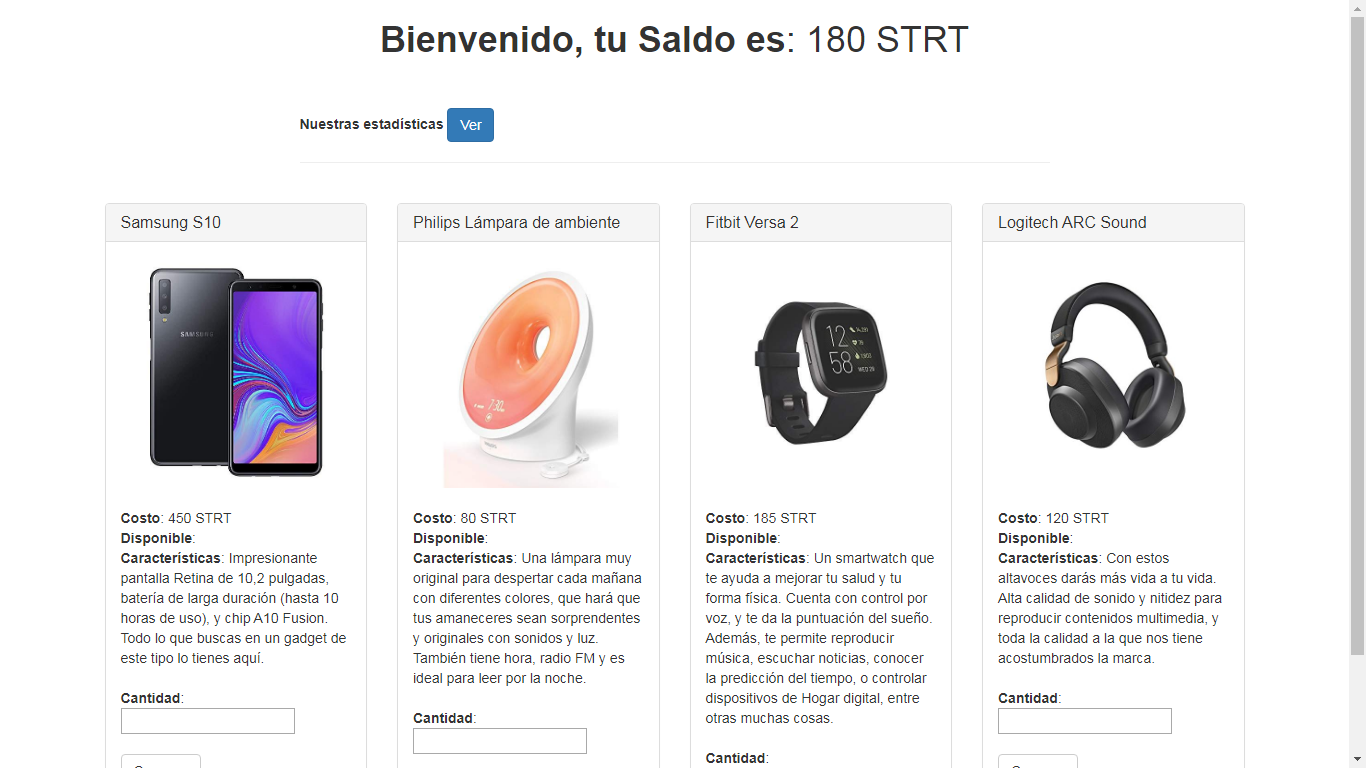 Bienvenido, tu Saldo es: 180 STRT
Nuestras estadísticas Ver
Samsung S10
SAMSUNG
Costo: 450 STRT
Disponible:
Características: Impresionante
pantalla Retina de 10,2 pulgadas,
batería de larga duración (hasta 10
horas de uso), y chip A10 Fusion.
Todo lo que buscas en un gadget de
este tipo lo tienes aquí.
Cantidad:
Philips Lámpara de ambiente
7:30
Costo: 80 STRT
Disponible:
Características: Una lámpara muy
original para despertar cada mañana
con diferentes colores, que hará que
tus amaneceres sean sorprendentes
y originales con sonidos y luz.
También tiene hora, radio FM y es
ideal para leer por la noche.
Cantidad:
Fitbit Versa 2
12
58
Costo: 185 STRT
Disponible:
Características: Un smartwatch que
te ayuda a mejorar tu salud y tu
forma física. Cuenta con control por
voz, y te da la puntuación del sueño.
Además, te permite reproducir
música, escuchar noticias, conocer
la predicción del tiempo, o controlar
dispositivos de Hogar digital, entre
otras muchas cosas.
Cantidad:
Logitech ARC Sound
Costo: 120 STRT
Disponible:
Características: Con estos
altavoces darás más vida a tu vida.
Alta calidad de sonido y nitidez para
reproducir contenidos multimedia, y
toda la calidad a la que nos tiene
acostumbrados la marca.
Cantidad: